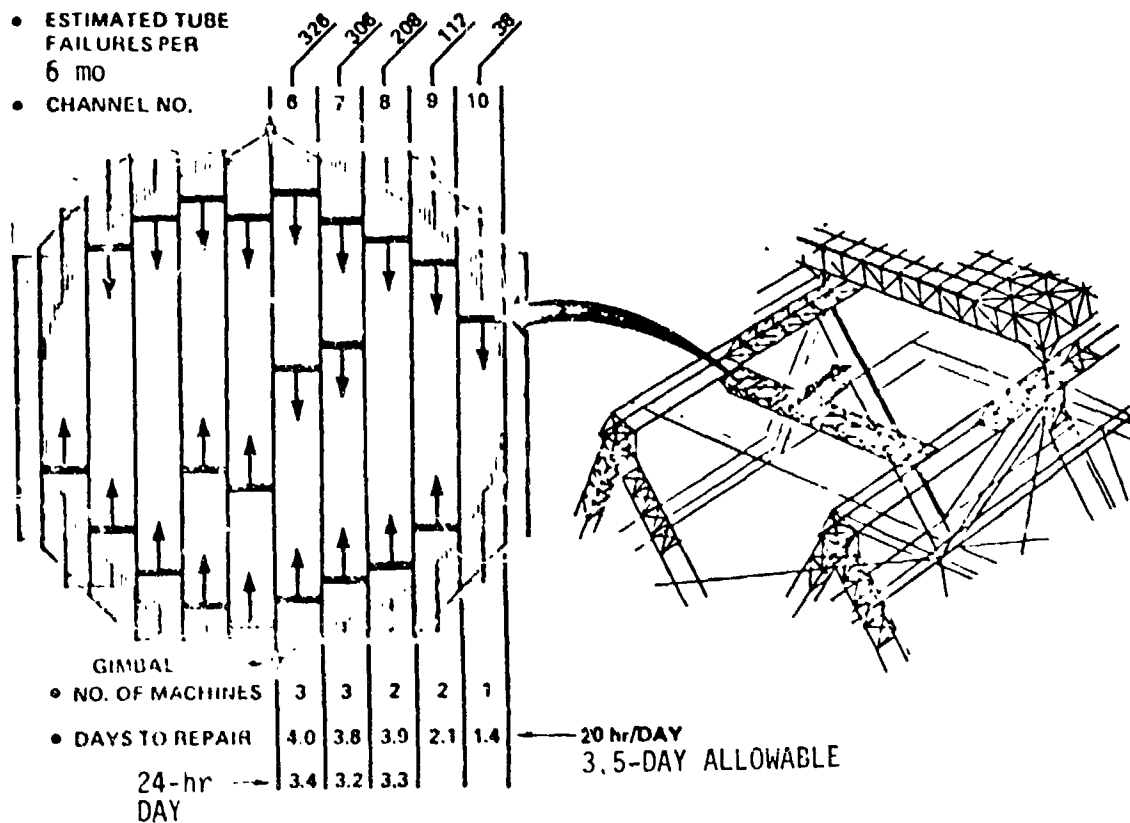 • ESTIMATED TUBE
FAILURES PER
6 mo
326 306 208 112 38
• CHANNEL NO.
6 7 8 9 10
GIMBAL
• NO. OF MACHINES 3 3 2 2 1
• DAYS TO REPAIR 4.0 3.8 3.9 2.1 1.4 20 hr/DAY
3.5-DAY ALLOWABLE
24-hr 3.4 3.2 3.3
DAY